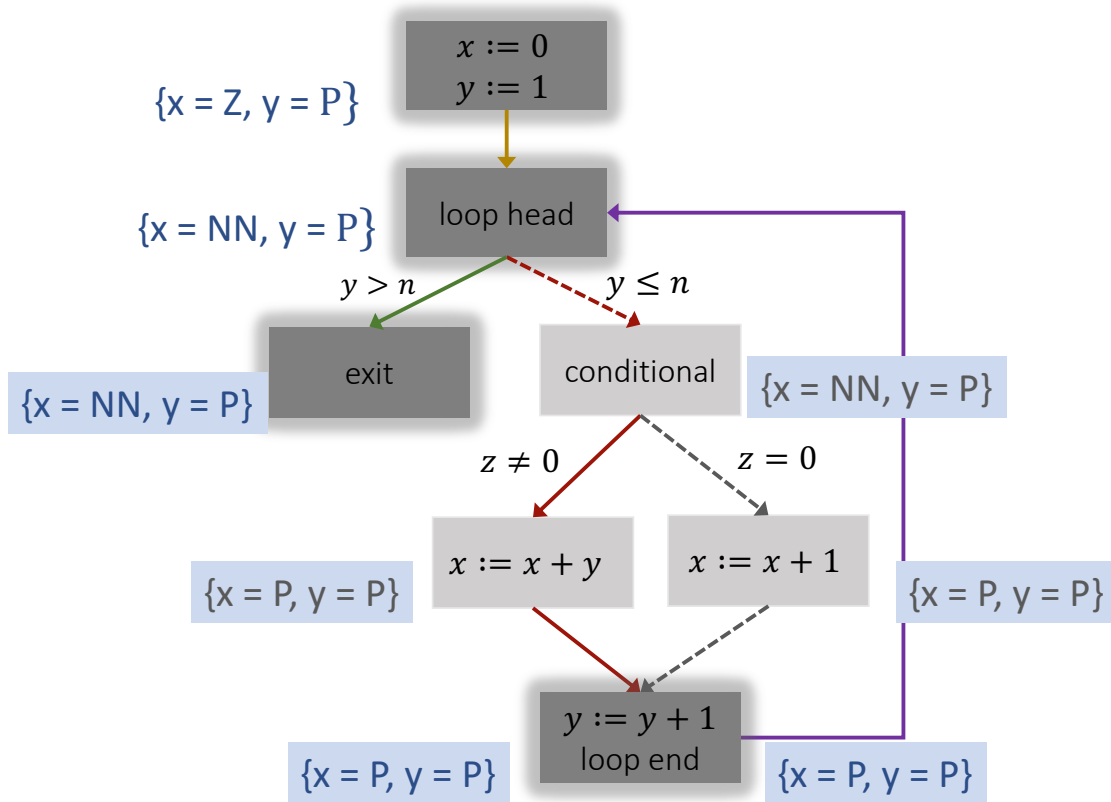 x := 0
y := 1
{x = Z, y = P}
loop head
{x = NN, y = P}
y > n
y ≤ n
exit
conditional
{x = NN, y = P}
{x = NN, y = P}
z ≠ 0
z = 0
x := x + y
x := x + 1
{x = P, y = P}
{x = P, y = P}
y := y + 1
loop end
{x = P, y = P}
{x = P, y = P}